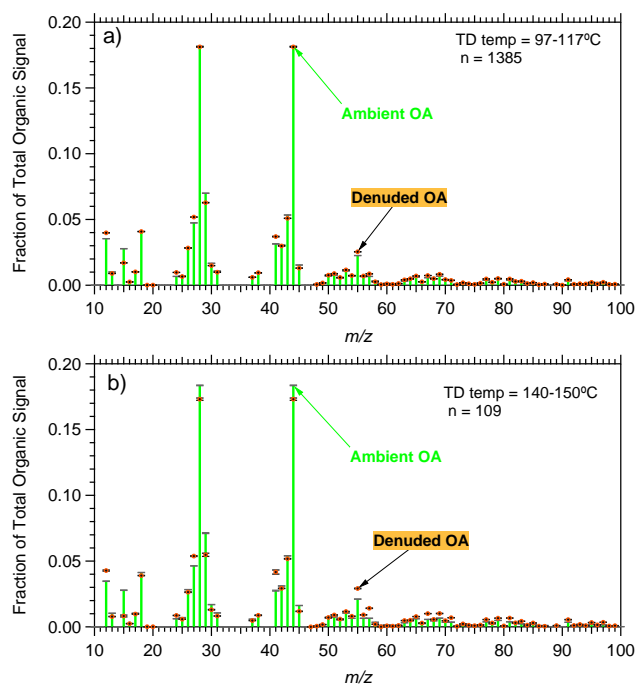 a)
TD temp = 97-117ºC
n = 1385
Ambient OA
Denuded OA
Fraction of Total Organic Signal
0.20
0.15
0.10
0.05
0.00
10 20 30 40 50 60 70 80 90 100
m/z
b)
TD temp = 140-150ºC
n = 109
Ambient OA
Denuded OA
Fraction of Total Organic Signal
0.20
0.15
0.10
0.05
0.00
10 20 30 40 50 60 70 80 90 100
m/z